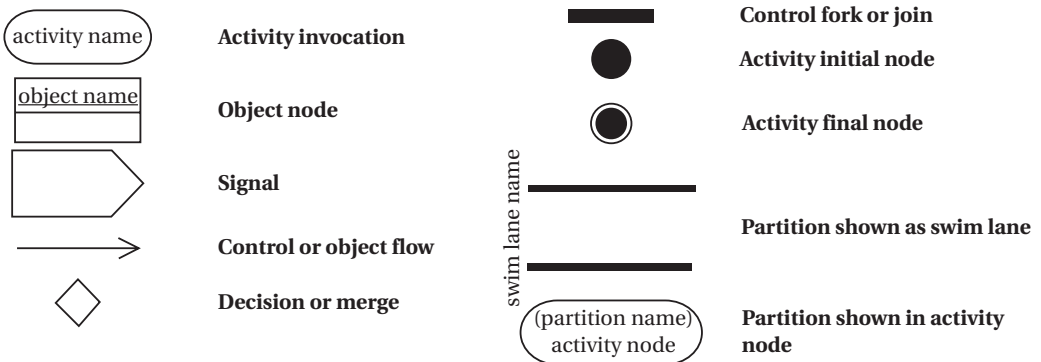 activity name
Activity invocation
object name
Object node
Signal
Control or object flow
Decision or merge
Control fork or join
Activity initial node
Activity final node
swim lane name
Partition shown as swim lane
(partition name)
activity node
Partition shown in activity
node